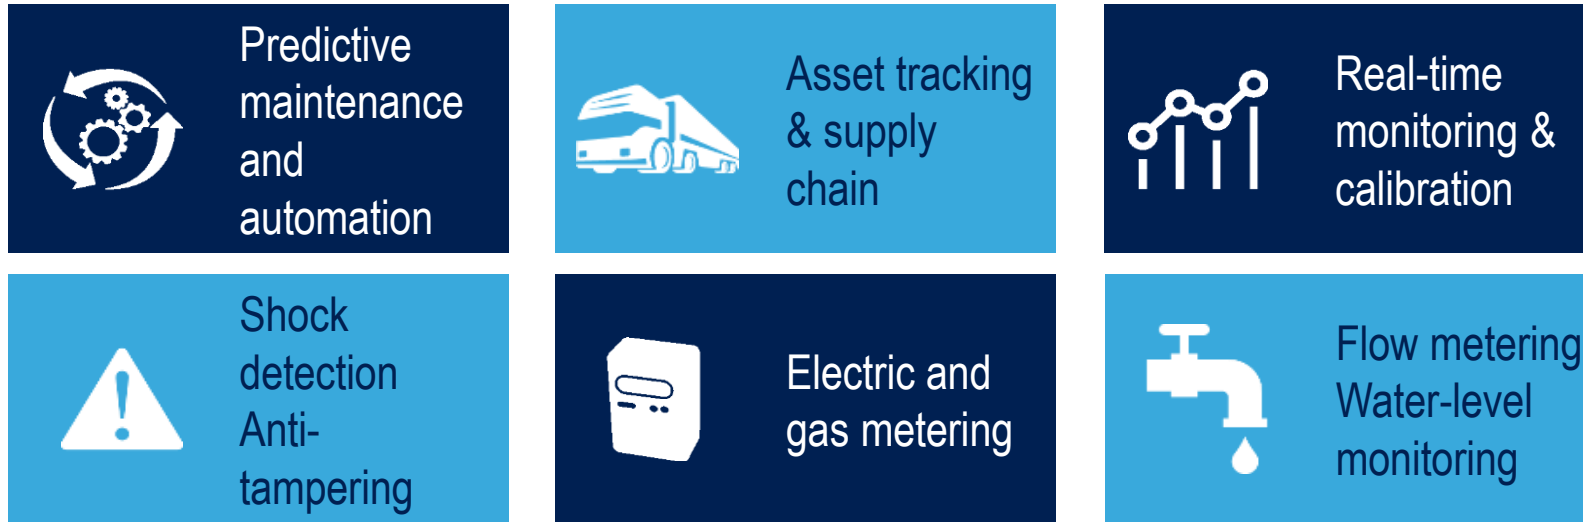 Predictive
maintenance
and
automation
Asset tracking
& supply
chain
Real-time
monitoring &
calibration
Shock
detection
Anti-
tampering
Electric and
gas metering
Flow metering
Water-level
monitoring